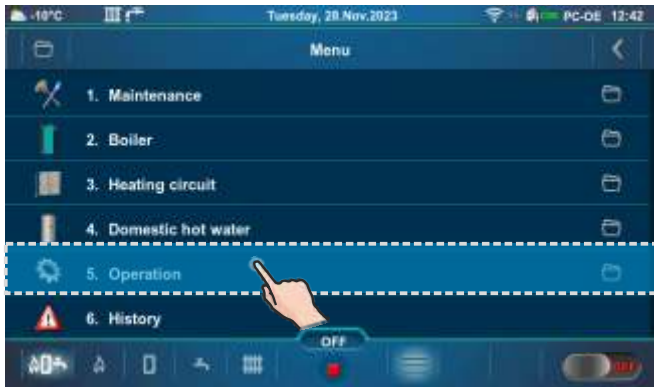 -10°C Tuesday, 28.Nov.2023 PC-OE 12:42
Menu
1. Maintenance
2. Boiler
3. Heating circuit
4. Domestic hot water
5. Operation
6. History
OFF
OFF